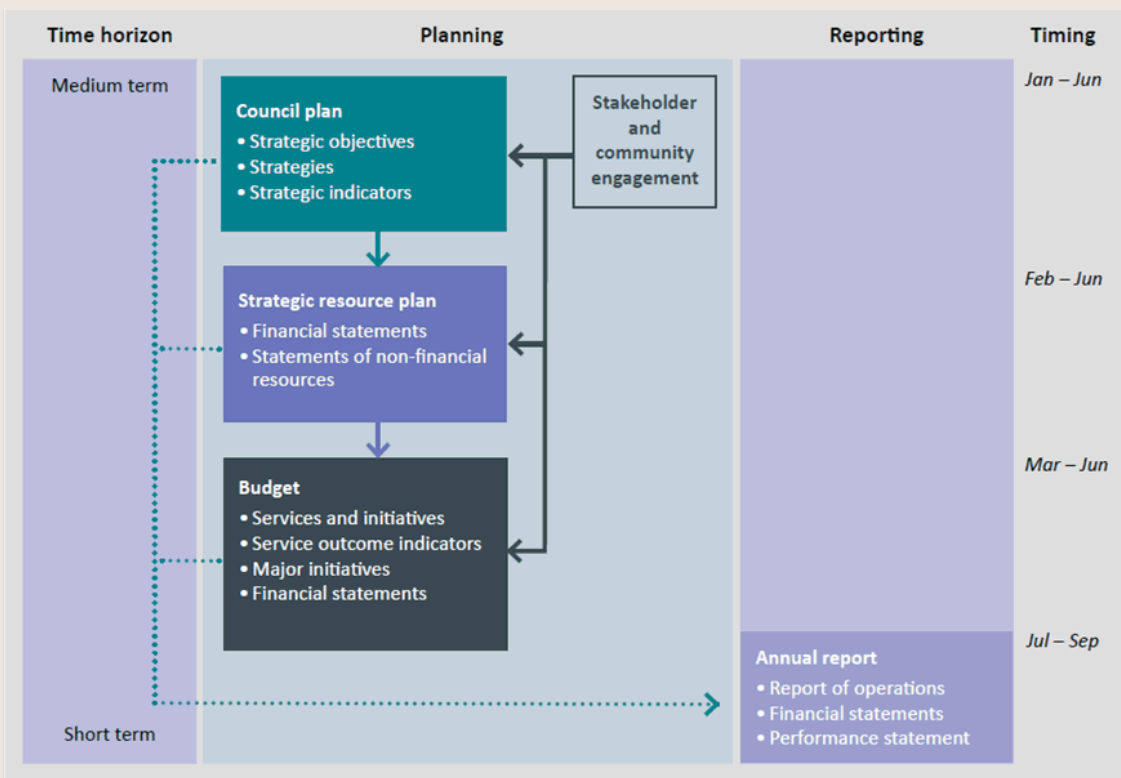 Time horizon
Planning
Reporting
Timing
Medium term
Council plan
• Strategic objectives
• Strategies
• Strategic indicators
Stakeholder
and
community
engagement
Jan – Jun
Strategic resource plan
• Financial statements
• Statements of non-financial
resources
Feb – Jun
Budget
• Services and initiatives
• Service outcome indicators
• Major initiatives
• Financial statements
Mar – Jun
Annual report
• Report of operations
• Financial statements
• Performance statement
Jul – Sep
Short term